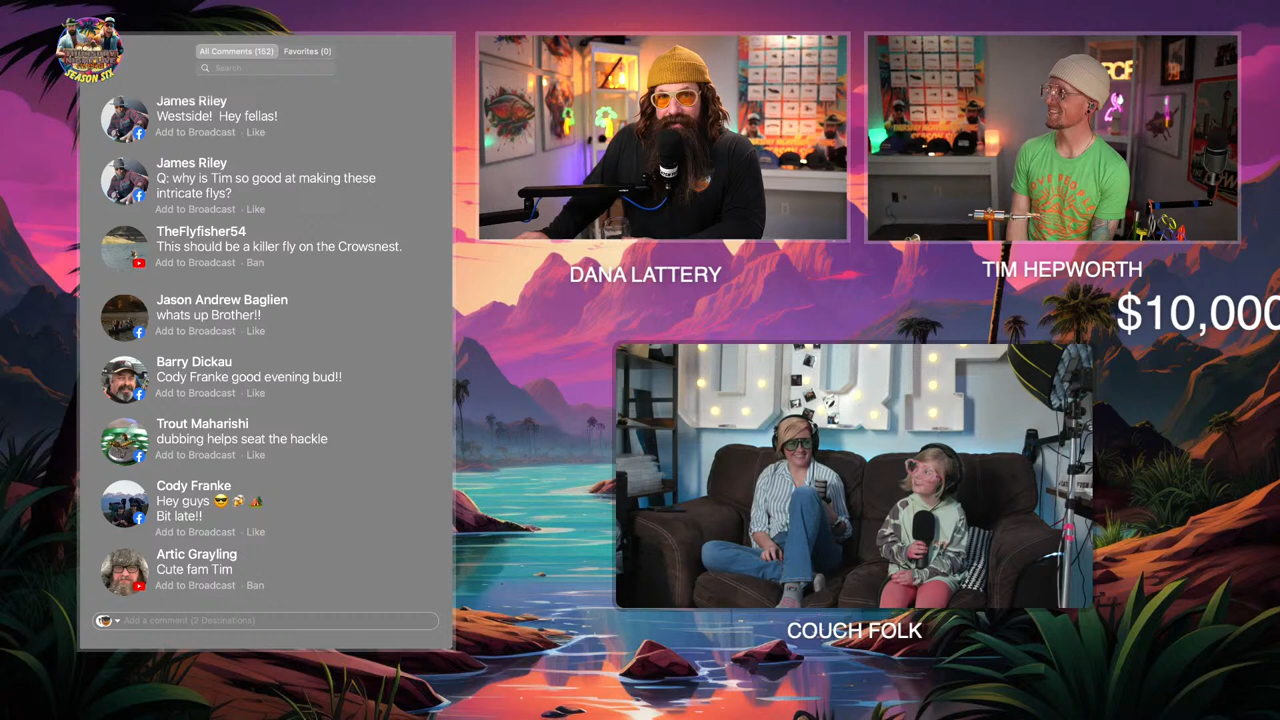 THURSDAY
NIGHT LIVE
SEASON SIX
All Comments (152) Favorites (0)
Search
James Riley
Westside! Hey fellas!
Add to Broadcast · Like
James Riley
Q: why is Tim so good at making these
intricate flys?
Add to Broadcast · Like
TheFlyfisher54
This should be a killer fly on the Crowsnest.
Add to Broadcast · Ban
Jason Andrew Baglien
whats up Brother!!
Add to Broadcast · Like
Barry Dickau
Cody Franke good evening bud!!
Add to Broadcast · Like
Trout Maharishi
dubbing helps seat the hackle
Add to Broadcast · Like
Cody Franke
Hey guys 😎 🍻 🏕️
Bit late!!
Add to Broadcast · Like
Artic Grayling
Cute fam Tim
Add to Broadcast · Ban
Add a comment (2 Destinations)
DANA LATTERY
TIM HEPWORTH
$10,000
COUCH FOLK